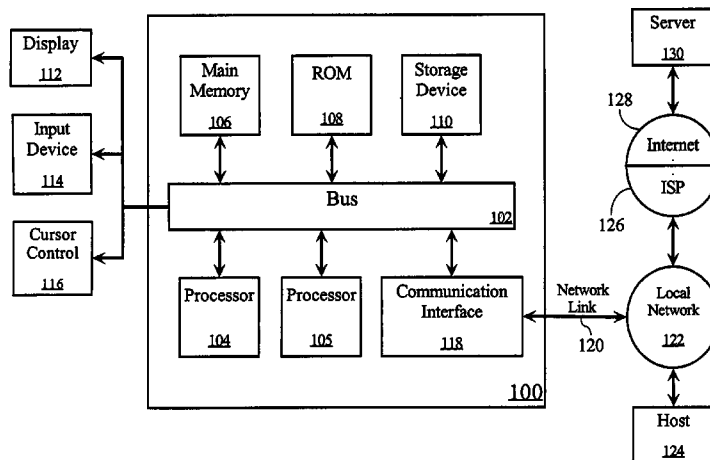 Display
112
Input
Device
114
Cursor
Control
116
Main
Memory
106
ROM
108
Storage
Device
110
Bus
102
Processor
104
Processor
105
Communication
Interface
118
100
Network
Link
120
Server
130
128
Internet
ISP
126
Local
Network
122
Host
124